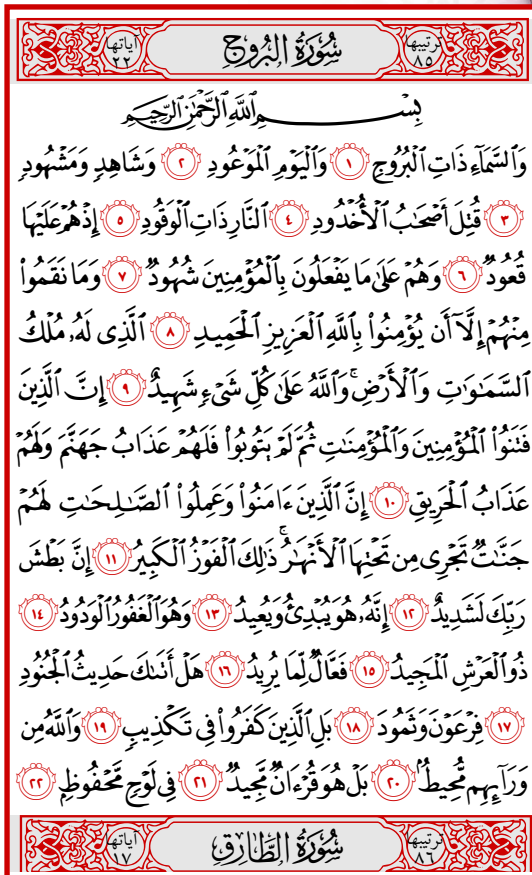 ترتيبها ٨٥ سُورَةُ البُرُوجِ آياتها ٢٢
بِسْمِ اللَّهِ الرَّحْمَٰنِ الرَّحِيمِ
وَٱلسَّمَآءِ ذَاتِ ٱلْبُرُوجِ ١ وَٱلْيَوْمِ ٱلْمَوْعُودِ ٢ وَشَاهِدٍ وَمَشْهُودٍ
٣ قُتِلَ أَصْحَٰبُ ٱلْأُخْدُودِ ٤ ٱلنَّارِ ذَاتِ ٱلْوَقُودِ ٥ إِذْ هُمْ عَلَيْهَا
قُعُودٌ ٦ وَهُمْ عَلَىٰ مَا يَفْعَلُونَ بِٱلْمُؤْمِنِينَ شُهُودٌ ٧ وَمَا نَقَمُوا۟
مِنْهُمْ إِلَّآ أَن يُؤْمِنُوا۟ بِٱللَّهِ ٱلْعَزِيزِ ٱلْحَمِيدِ ٨ ٱلَّذِى لَهُۥ مُلْكُ
ٱلسَّمَٰوَٰتِ وَٱلْأَرْضِ ۚ وَٱللَّهُ عَلَىٰ كُلِّ شَىْءٍ شَهِيدٌ ٩ إِنَّ ٱلَّذِينَ
فَتَنُوا۟ ٱلْمُؤْمِنِينَ وَٱلْمُؤْمِنَٰتِ ثُمَّ لَمْ يَتُوبُوا۟ فَلَهُمْ عَذَابُ جَهَنَّمَ وَلَهُمْ
عَذَابُ ٱلْحَرِيقِ ١٠ إِنَّ ٱلَّذِينَ ءَامَنُوا۟ وَعَمِلُوا۟ ٱلصَّٰلِحَٰتِ لَهُمْ
جَنَّٰتٌ تَجْرِى مِن تَحْتِهَا ٱلْأَنْهَٰرُ ۚ ذَٰلِكَ ٱلْفَوْزُ ٱلْكَبِيرُ ١١ إِنَّ بَطْشَ
رَبِّكَ لَشَدِيدٌ ١٢ إِنَّهُۥ هُوَ يُبْدِئُ وَيُعِيدُ ١٣ وَهُوَ ٱلْغَفُورُ ٱلْوَدُودُ ١٤
ذُو ٱلْعَرْشِ ٱلْمَجِيدُ ١٥ فَعَّالٌ لِّمَا يُرِيدُ ١٦ هَلْ أَتَىٰكَ حَدِيثُ ٱلْجُنُودِ
١٧ فِرْعَوْنَ وَثَمُودَ ١٨ بَلِ ٱلَّذِينَ كَفَرُوا۟ فِى تَكْذِيبٍ ١٩ وَٱللَّهُ مِن
وَرَآئِهِم مُّحِيطٌۢ ٢٠ بَلْ هُوَ قُرْءَانٌ مَّجِيدٌ ٢١ فِى لَوْحٍ مَّحْفُوظٍۭ ٢٢
ترتيبها ٨٦ سُورَةُ الطَّارِقِ آياتها ١٧